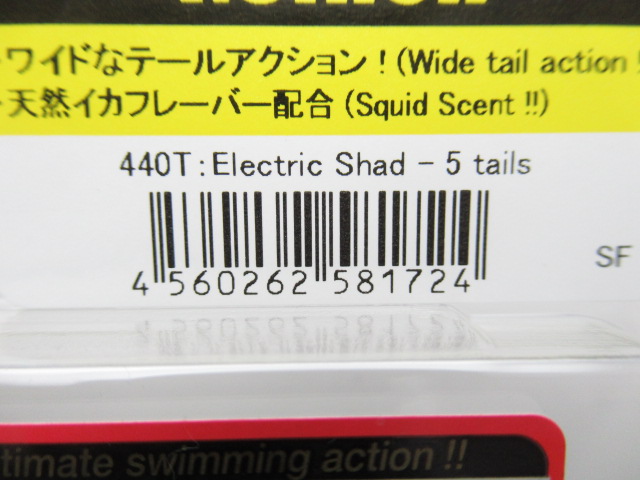 ワイドなテールアクション！(Wide tail action !
天然イカフレーバー配合 (Squid Scent !!)
440T : Electric Shad - 5 tails
4 560262 581724
SF
timate swimming action !!